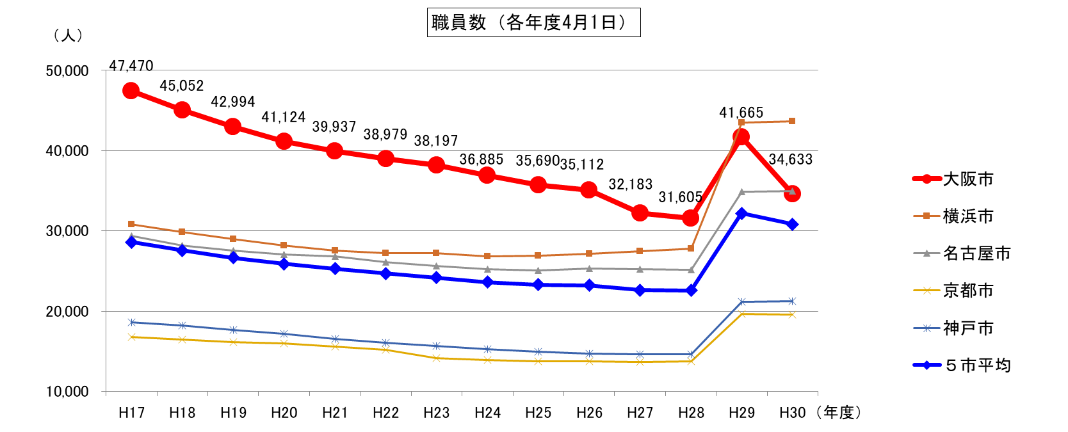 職員数（各年度4月1日）
（人）
50,000
40,000
30,000
20,000
10,000
47,470
45,052
42,994
41,124
39,937
38,979
38,197
36,885
35,690
35,112
32,183
31,605
41,665
34,633
H17 H18 H19 H20 H21 H22 H23 H24 H25 H26 H27 H28 H29 H30 （年度）
大阪市
横浜市
名古屋市
京都市
神戸市
５市平均